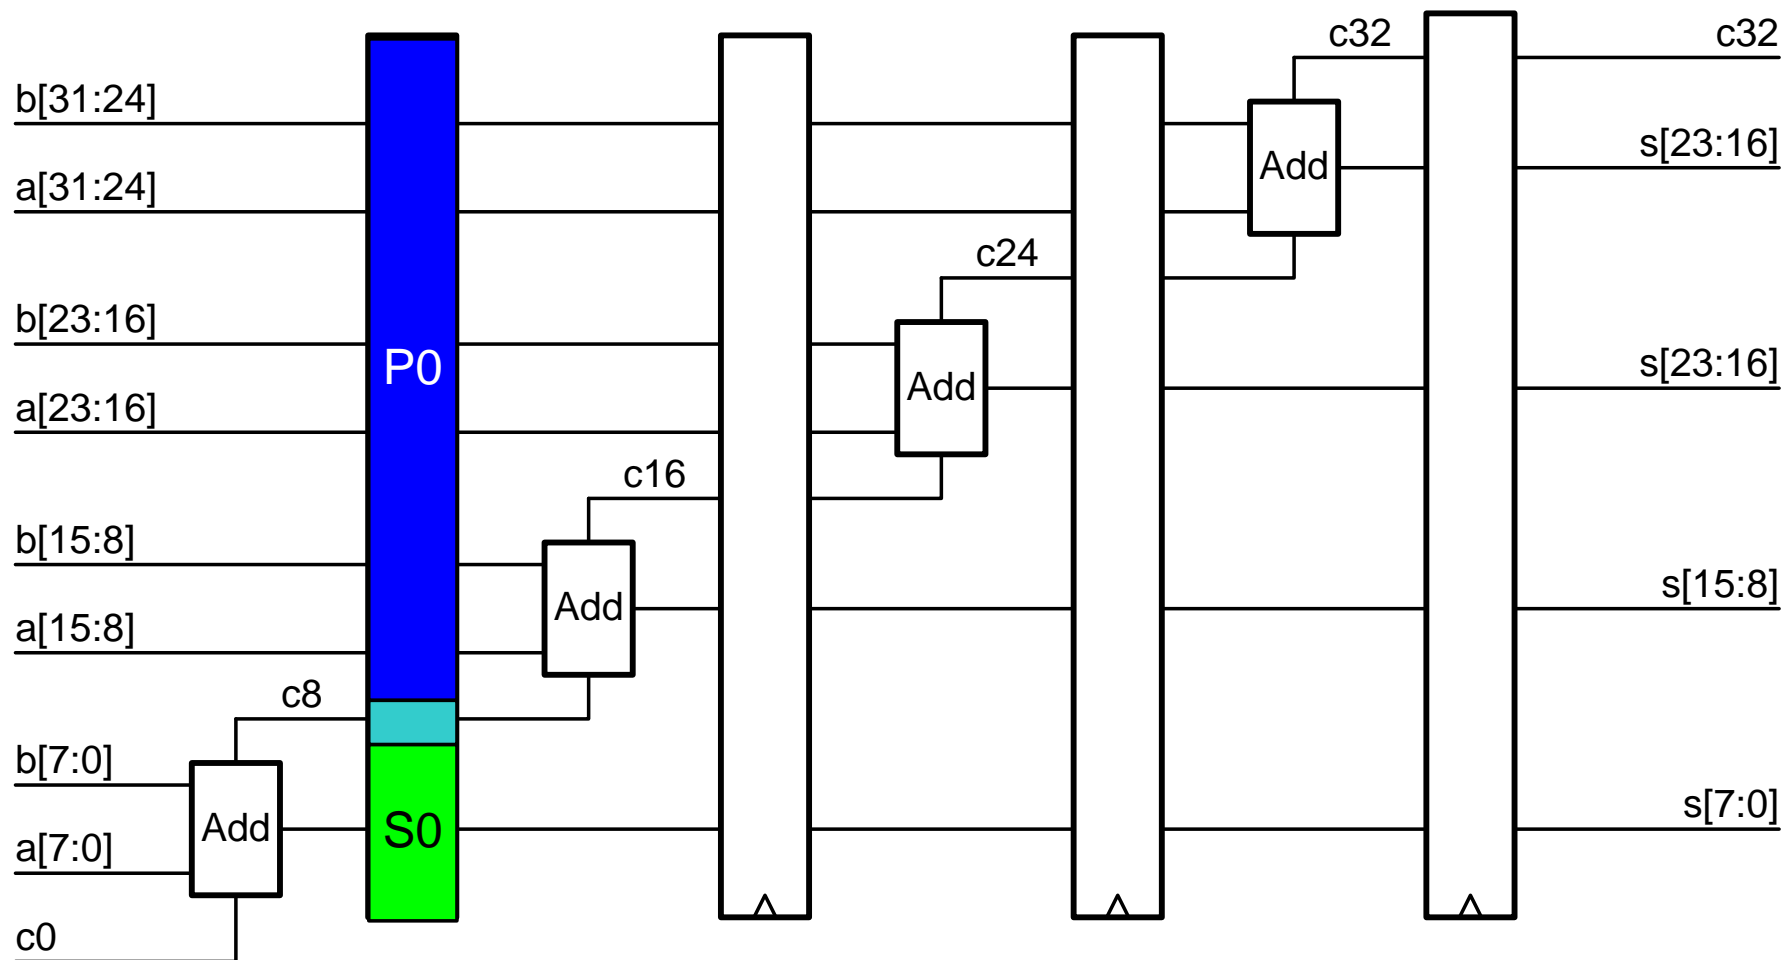 c32
c32
b[31:24]
s[23:16]
Add
a[31:24]
c24
b[23:16]
s[23:16]
P0
Add
a[23:16]
c16
b[15:8]
s[15:8]
Add
a[15:8]
c8
b[7:0]
s[7:0]
Add
S0
a[7:0]
c0